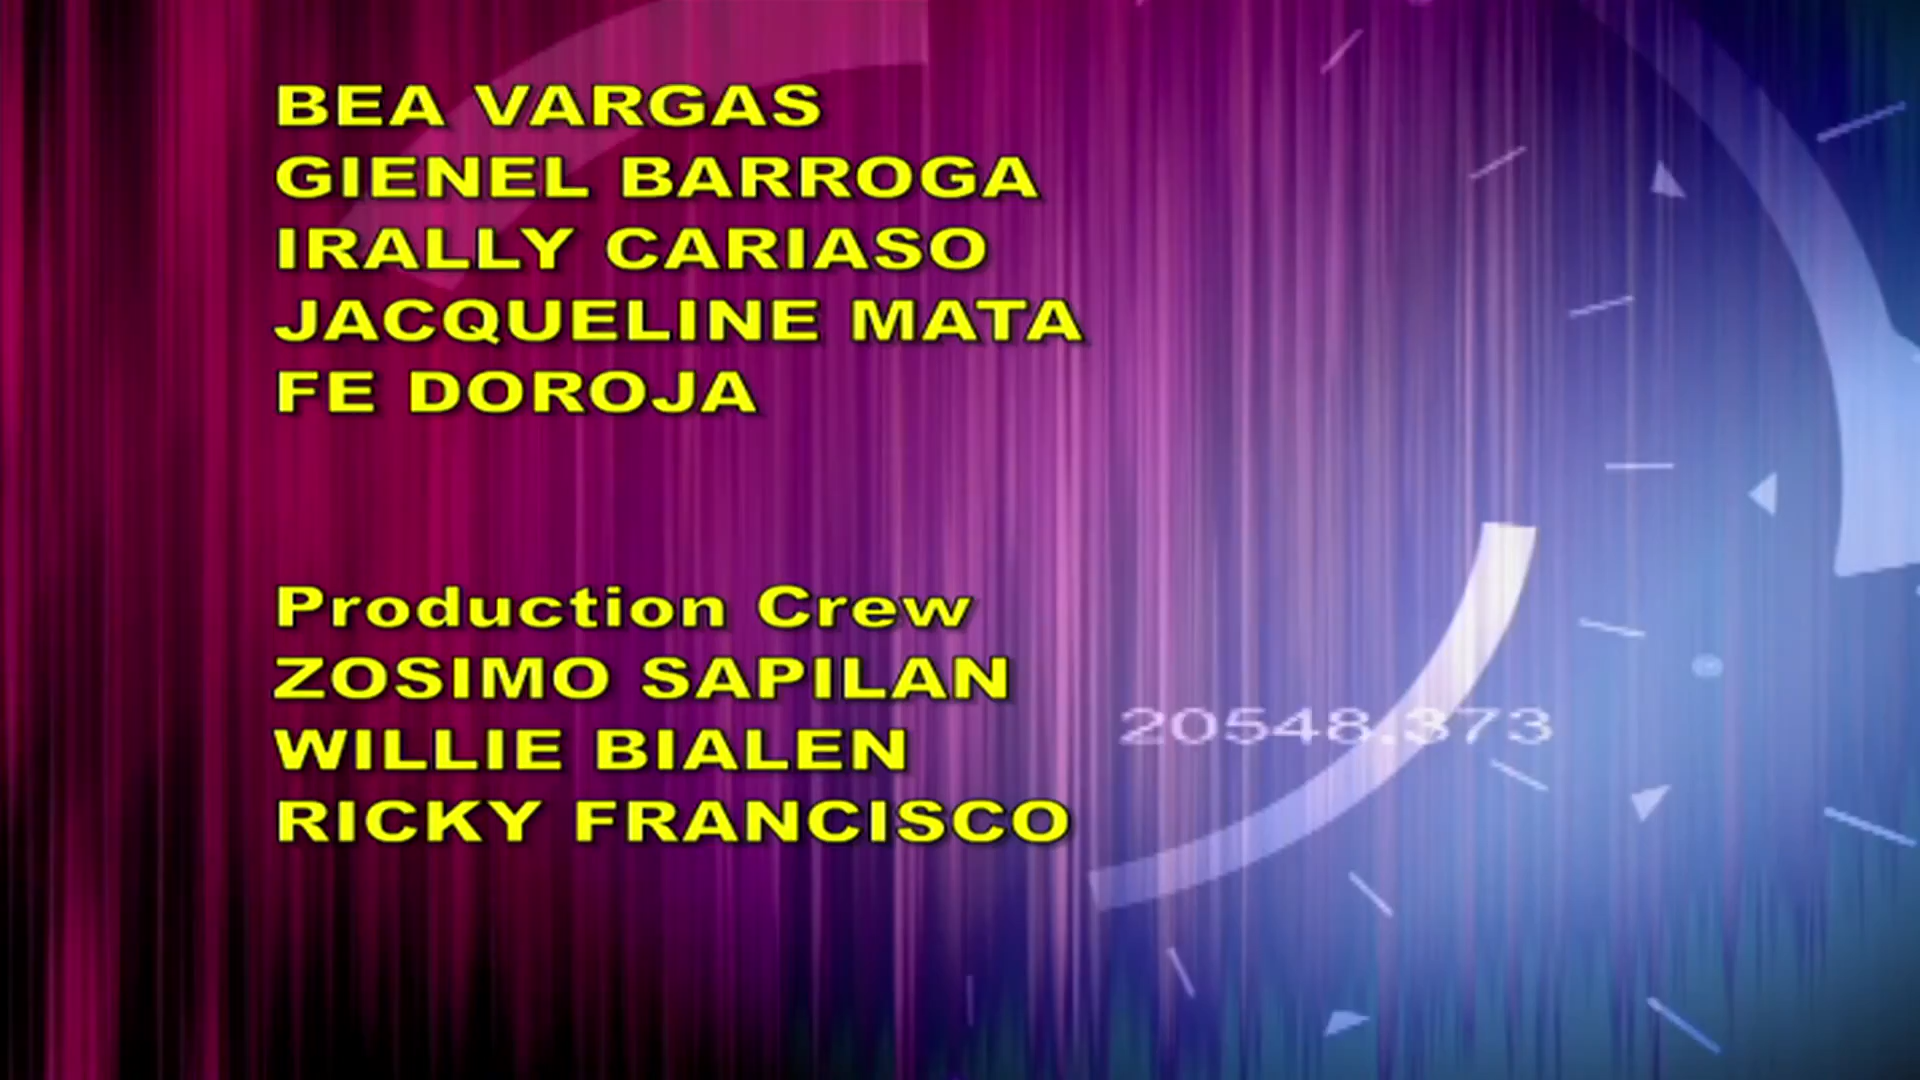 BEA VARGAS
GIENEL BARROGA
IRALLY CARIASO
JACQUELINE MATA
FE DOROJA
Production Crew
ZOSIMO SAPILAN
WILLIE BIALEN
RICKY FRANCISCO
20548.373